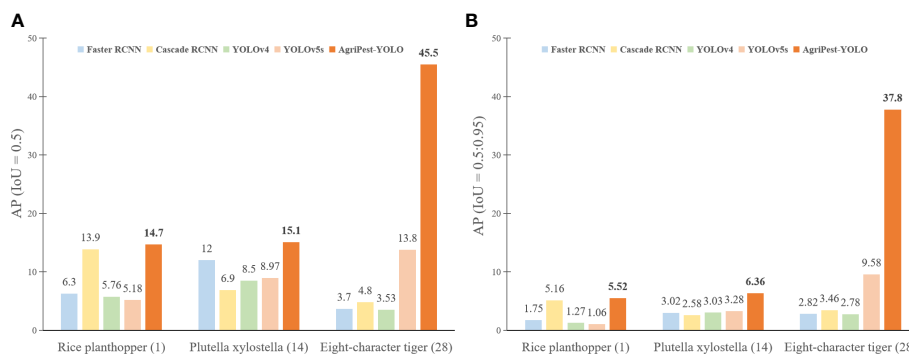 A
Faster RCNN Cascade RCNN YOLOv4 YOLOv5s AgriPest-YOLO
AP (IoU = 0.5)
50
40
30
20
10
0
6.3 13.9 5.76 5.18 14.7
12 6.9 8.5 8.97 15.1
3.7 4.8 3.53 13.8 45.5
Rice planthopper (1) Plutella xylostella (14) Eight-character tiger (28)
B
Faster RCNN Cascade RCNN YOLOv4 YOLOv5s AgriPest-YOLO
AP (IoU = 0.5:0.95)
50
40
30
20
10
0
1.75 5.16 1.27 1.06 5.52
3.02 2.58 3.03 3.28 6.36
2.82 3.46 2.78 9.58 37.8
Rice planthopper (1) Plutella xylostella (14) Eight-character tiger (28)